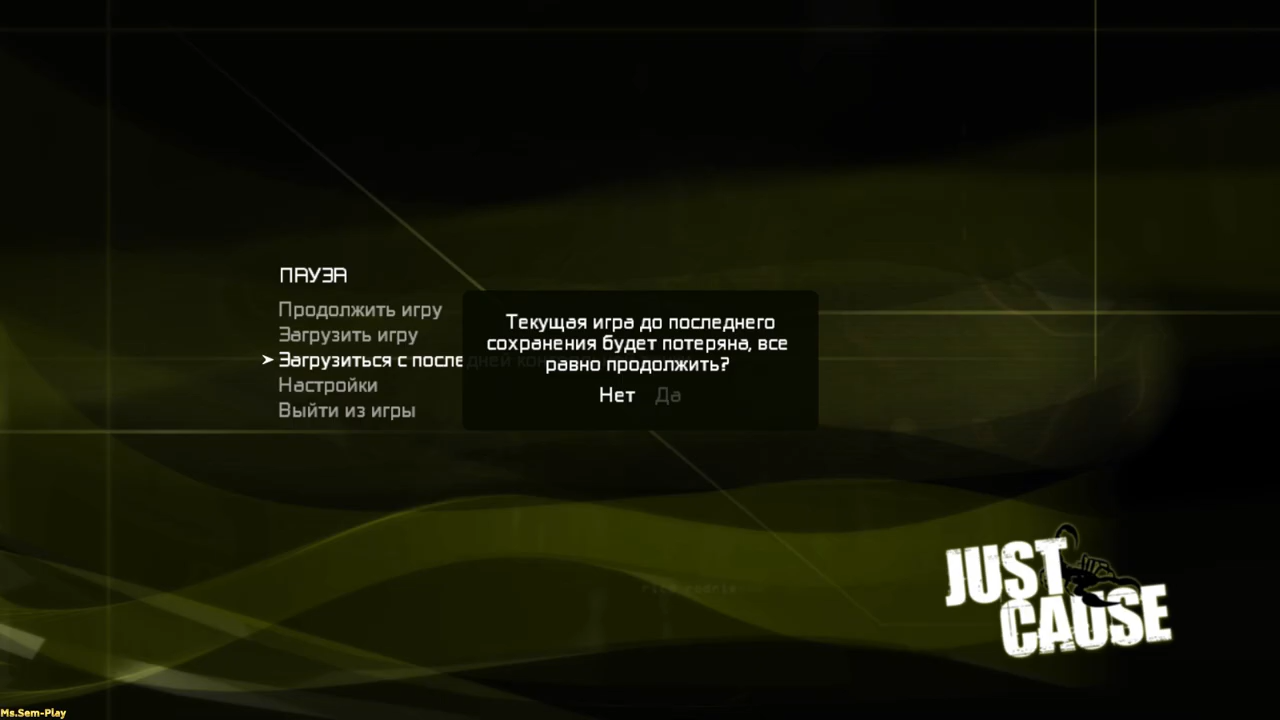 ПАУЗА
Продолжить игру
Загрузить игру
Загрузиться с последней
Настройки
Выйти из игры
Текущая игра до последнего
сохранения будет потеряна, все
равно продолжить?
Нет Да
JUST
CAUSE
Ms.Sem-Play